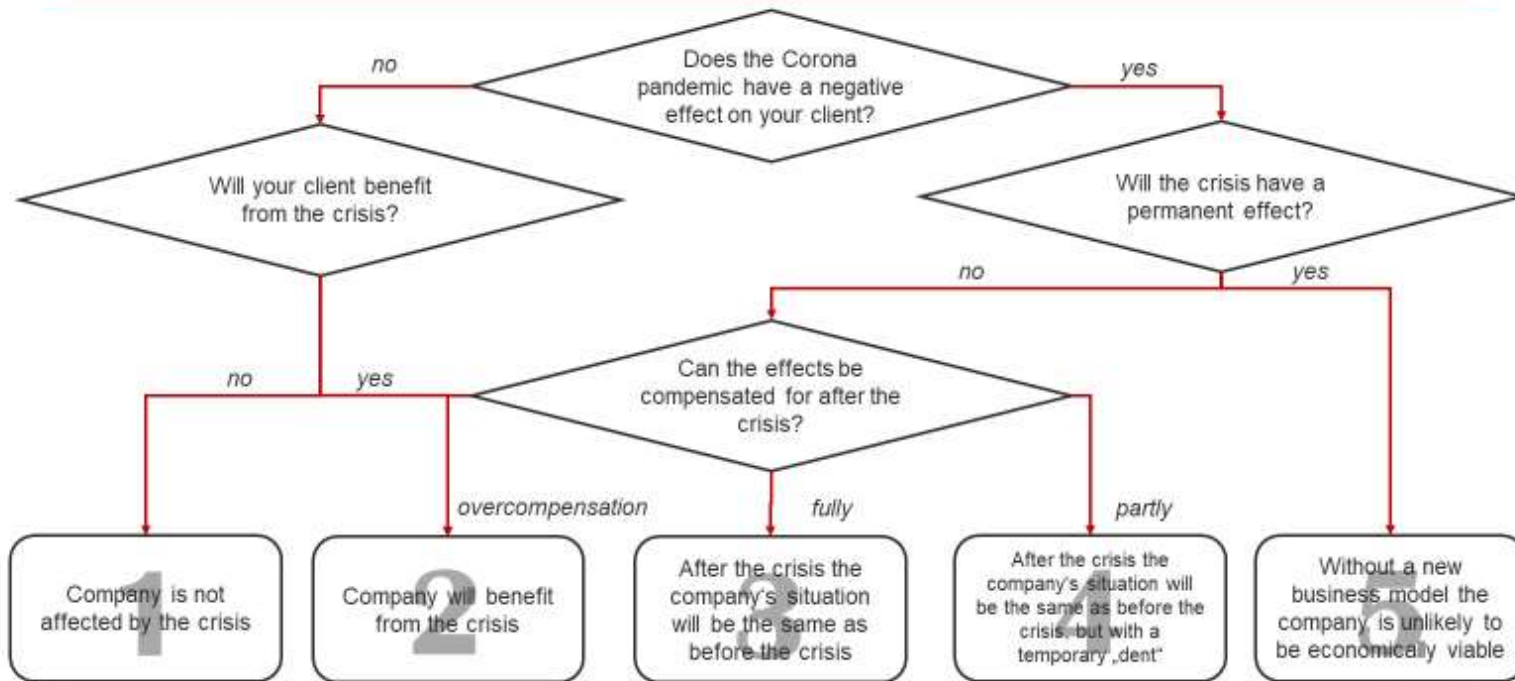 Does the Corona
pandemic have a negative
effect on your client?
no
yes
Will your client benefit
from the crisis?
Will the crisis have a
permanent effect?
no
yes
Can the effects be
compensated for after the
crisis?
no
yes
overcompensation
fully
partly
1
Company is not
affected by the crisis
2
Company will benefit
from the crisis
3
After the crisis the
company's situation
will be the same as
before the crisis
4
After the crisis the
company's situation will
be the same as before the
crisis, but with a
temporary „dent“
5
Without a new
business model the
company is unlikely to
be economically viable